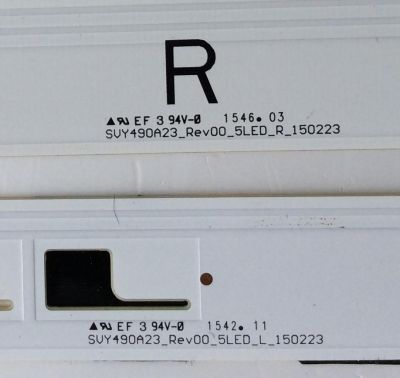 R
EF 3 94V-0 1546. 03
SVY490A23_Rev00_5LED_R_150223
EF 3 94V-0 1542. 11
SVY490A23_Rev00_5LED_L_150223